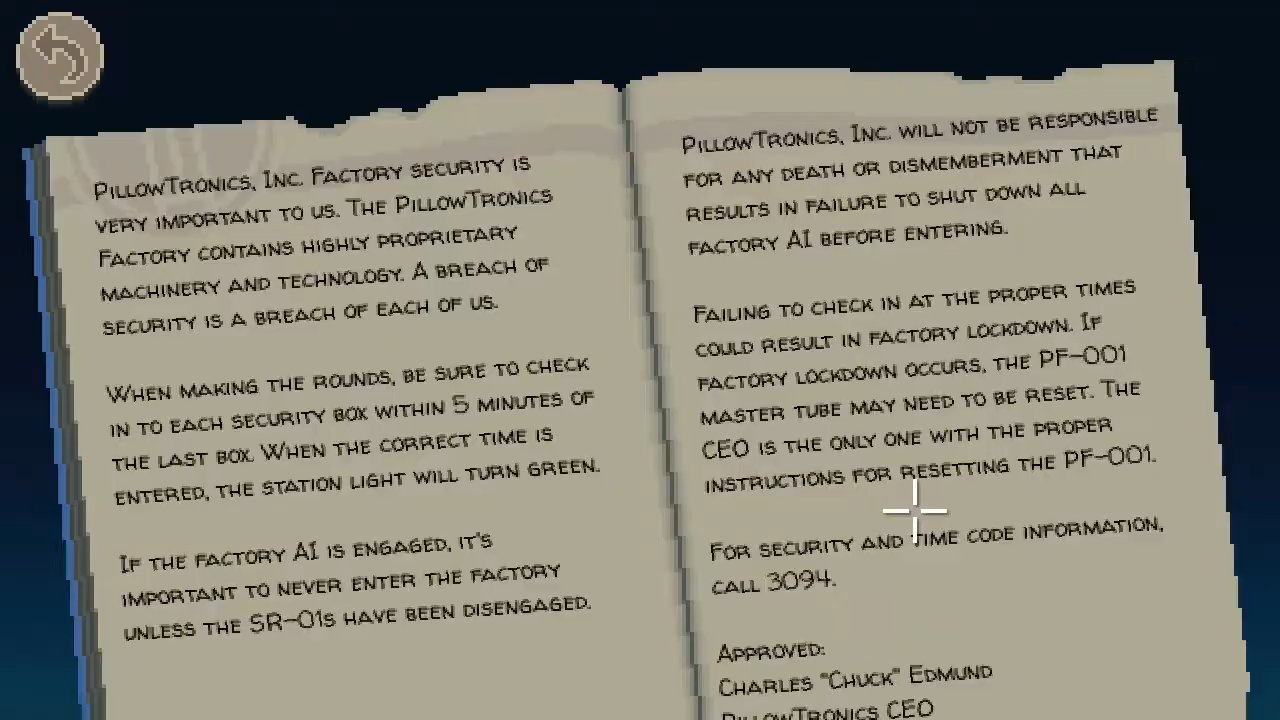 PillowTronics, Inc. Factory security is
very important to us. The PillowTronics
Factory contains highly proprietary
machinery and technology. A breach of
security is a breach of each of us.
When making the rounds, be sure to check
in to each security box within 5 minutes of
the last box. When the correct time is
entered, the station light will turn green.
If the factory AI is engaged, it's
important to never enter the factory
unless the SR-01s have been disengaged.
PillowTronics, Inc. will not be responsible
for any death or dismemberment that
results in failure to shut down all
factory AI before entering.
Failing to check in at the proper times
could result in factory lockdown. If
factory lockdown occurs, the PF-001
master tube may need to be reset. The
CEO is the only one with the proper
instructions for resetting the PF-001.
For security and time code information,
call 3094.
Approved:
Charles "Chuck" Edmund
PillowTronics CEO